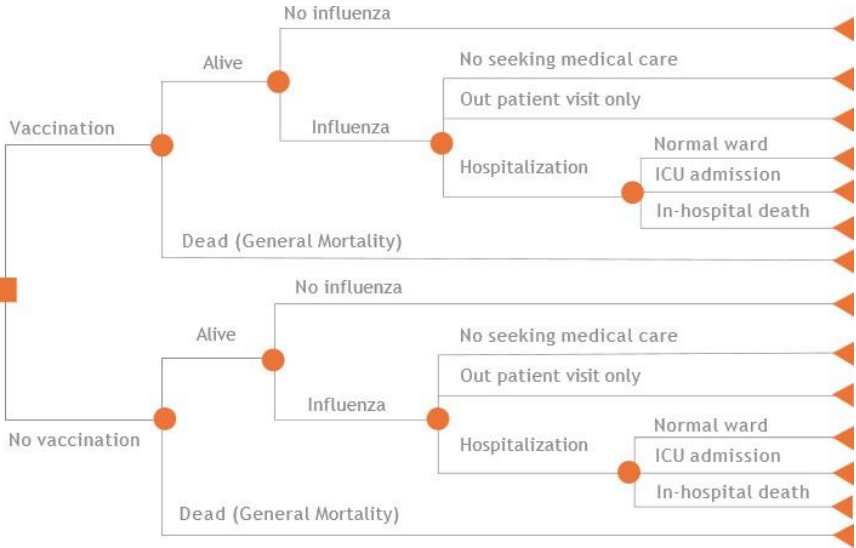 No influenza
Alive
No seeking medical care
Out patient visit only
Vaccination
Influenza
Normal ward
Hospitalization
ICU admission
In-hospital death
Dead (General Mortality)
No influenza
Alive
No seeking medical care
Out patient visit only
Influenza
Normal ward
No vaccination
Hospitalization
ICU admission
In-hospital death
Dead (General Mortality)